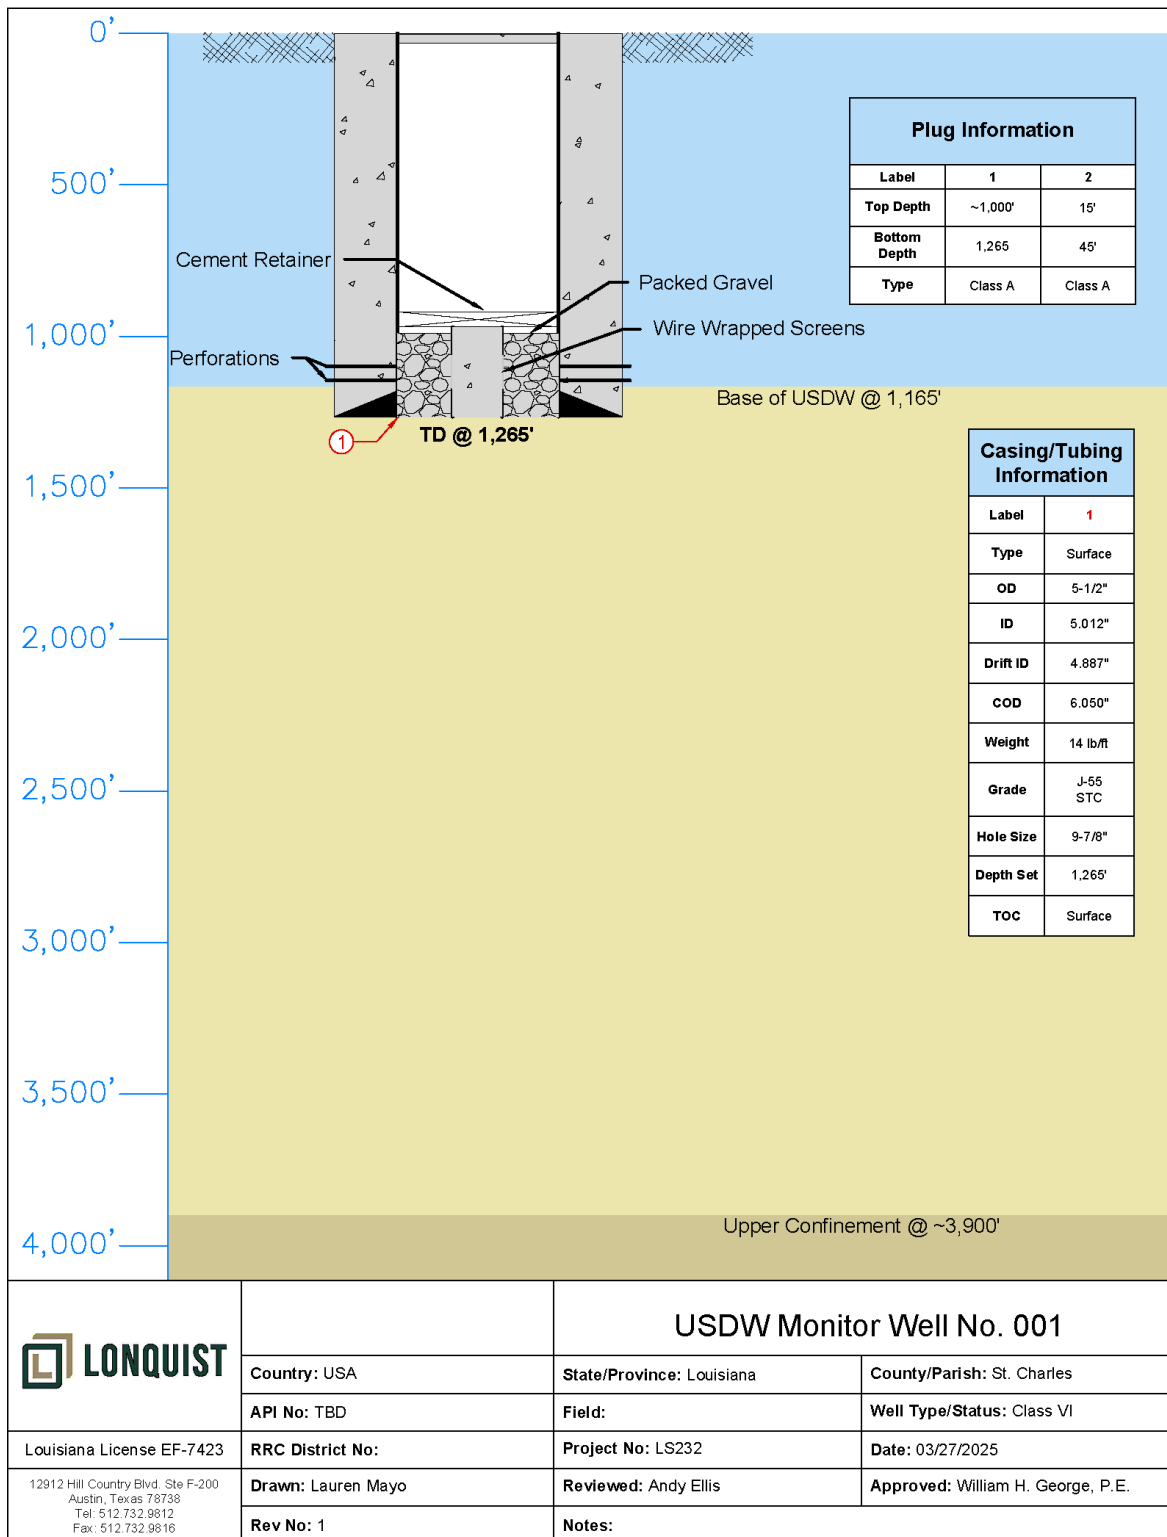 0'
500'
1,000'
1,500'
2,000'
2,500'
3,000'
3,500'
4,000'
Cement Retainer
Packed Gravel
Wire Wrapped Screens
Perforations
1
TD @ 1,265'
Base of USDW @ 1,165'
Plug Information
Label 1 2
Top Depth ~1,000' 15'
Bottom
Depth 1,265 45'
Type Class A Class A
Casing/Tubing
Information
Label 1
Type Surface
OD 5-1/2"
ID 5.012"
Drift ID 4.887"
COD 6.050"
Weight 14 lb/ft
Grade J-55
STC
Hole Size 9-7/8"
Depth Set 1,265'
TOC Surface
Upper Confinement @ ~3,900'
LONQUIST
Louisiana License EF-7423
12912 Hill Country Blvd. Ste F-200
Austin, Texas 78738
Tel: 512.732.9812
Fax: 512.732.9816
USDW Monitor Well No. 001
Country: USA
State/Province: Louisiana
County/Parish: St. Charles
API No: TBD
Field:
Well Type/Status: Class VI
RRC District No:
Project No: LS232
Date: 03/27/2025
Drawn: Lauren Mayo
Reviewed: Andy Ellis
Approved: William H. George, P.E.
Rev No: 1
Notes: